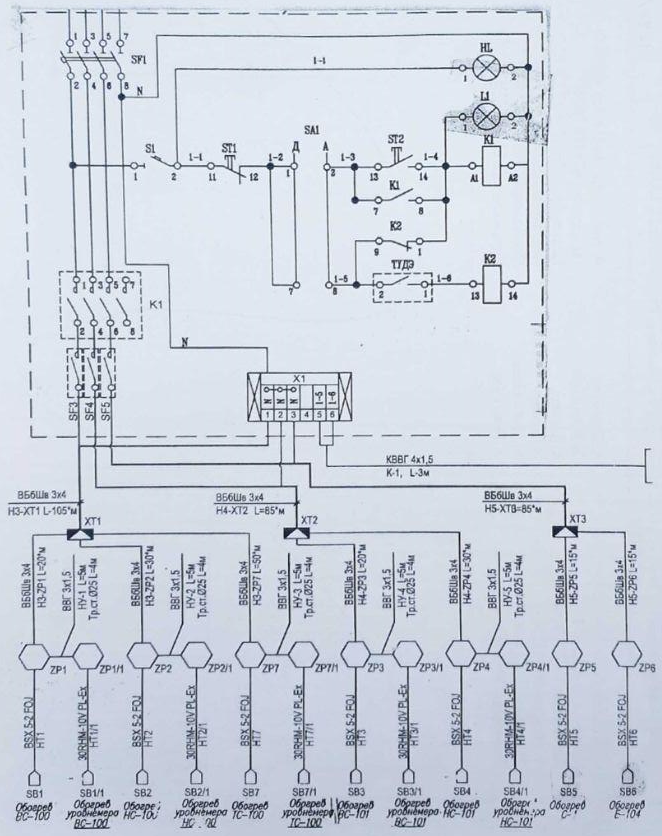 1 3 5 7
SF1
2 4 6 8
N
1-1
HL
1 2
L1
1 2
S1
1 2
1-1
ST1
11 12
1-2
SA1
Д А
1 2
1-3
ST2
13 14
1-4
K1
A1 A2
K1
7 8
K2
9 1
7 8
1-5
ТУДЭ
2 1
1-6
K2
13 14
1 3 5 7
K1
2 4 6 8
N
SF3
SF4
SF5
X1
N N N 1-5 1-6
1 2 3 4 5 6
КВВГ 4х1,5
К-1, L-3м
ВБбШв 3х4
Н3-ХТ1 L-105*м
ВБбШв 3х4
Н4-ХТ2 L=85*м
ВБбШв 3х4
Н5-ХТ8=85*м
XT1
XT2
XT3
ВБбШв 3х4
Н3-ZP1 L=20*м
ВВГ 3х1,5
НУ-1 L=5м
Тр.ст.Ø25 L=4м
ВБбШв 3х4
Н3-ZP2 L=30*м
ВВГ 3х1,5
НУ-2 L=5м
Тр.ст.Ø25 L=4м
ВБбШв 3х4
Н3-ZP7 L=50*м
ВВГ 3х1,5
НУ-3 L=5м
Тр.ст.Ø25 L=4м
ВБбШв 3х4
Н4-ZP3 L=20*м
ВВГ 3х1,5
НУ-4 L=5м
Тр.ст.Ø25 L=4м
ВБбШв 3х4
Н4-ZP4 L=30*м
ВВГ 3х1,5
НУ-5 L=5м
Тр.ст.Ø25 L=4м
ВБбШв 3х4
Н5-ZP5 L=15*м
ВБбШв 3х4
Н5-ZP6 L=15*м
ZP1 ZP1/1 ZP2 ZP2/1 ZP7 ZP7/1 ZP3 ZP3/1 ZP4 ZP4/1 ZP5 ZP6
BSX 5-2 FOJ
HT1
30RHM-10V PL-Ex
HT1/1
BSX 5-2 FOJ
HT2
30RHM-10V PL-Ex
HT2/1
BSX 5-2 FOJ
HT7
30RHM-10V PL-Ex
HT7/1
BSX 5-2 FOJ
HT3
30RHM-10V PL-Ex
HT3/1
BSX 5-2 FOJ
HT4
30RHM-10V PL-Ex
HT4/1
BSX 5-2 FOJ
HT5
BSX 5-2 FOJ
HT6
SB1 SB1/1 SB2 SB2/1 SB7 SB7/1 SB3 SB3/1 SB4 SB4/1 SB5 SB6
Обогрев
ВС-100
Обогрев
уровнемера
ВС-100
НС-100
Обогрев
уровнемера
Обогрев
ТС-100
Обогрев
уровнемера
ТС-100
Обогрев
ВС-101
Обогрев
уровнемера
ВС-101
Обогрев
НС-101
уровнемера
НС-101
Обогрев
Обогрев
Е-104